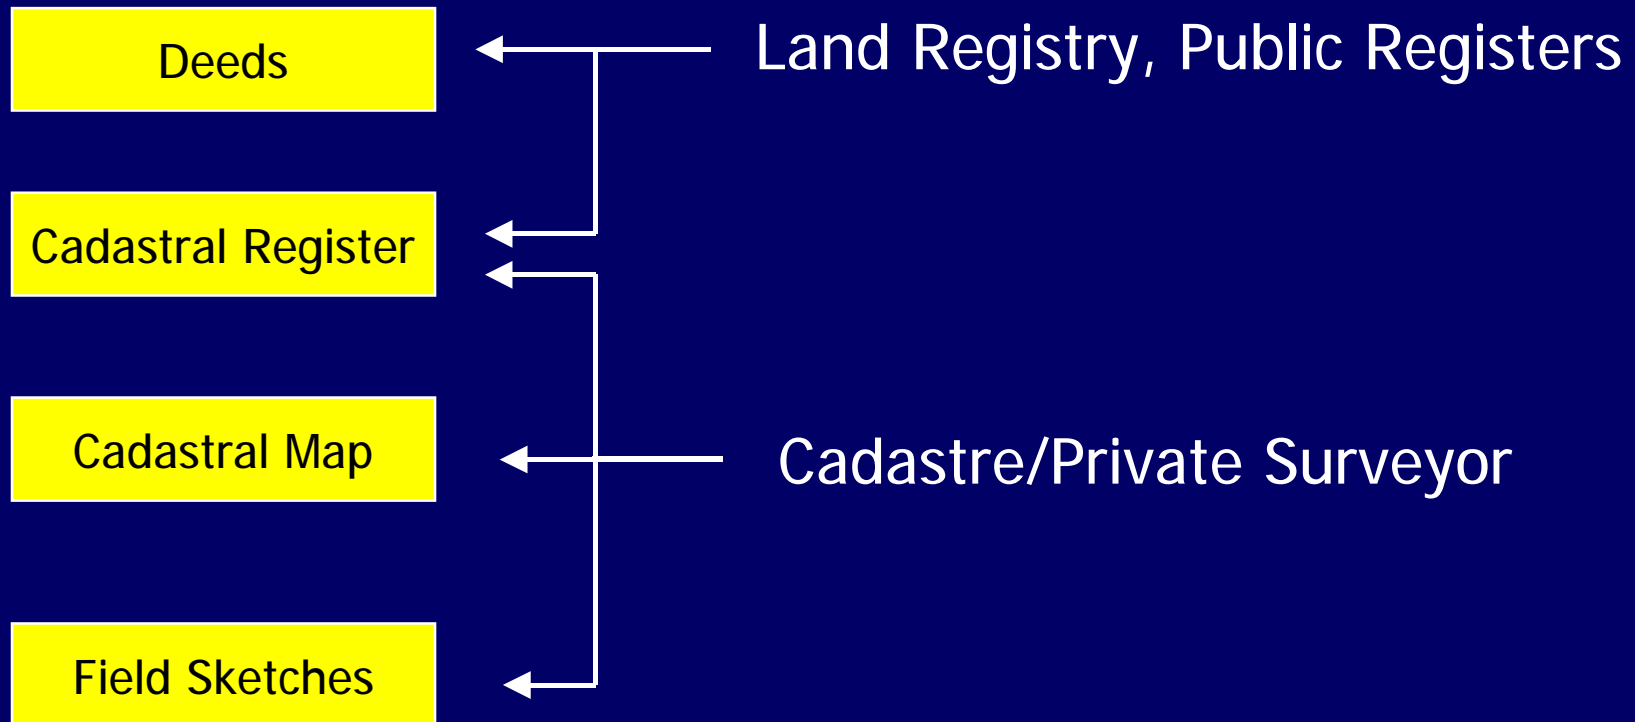 Deeds
Land Registry, Public Registers
Cadastral Register
Cadastral Map
Cadastre/Private Surveyor
Field Sketches